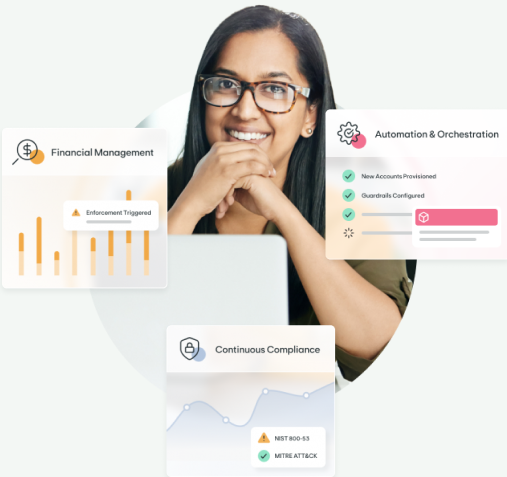 Financial Management
Enforcement Triggered
Automation & Orchestration
New Accounts Provisioned
Guardrails Configured
Continuous Compliance
NIST 800-53
MITRE ATT&CK